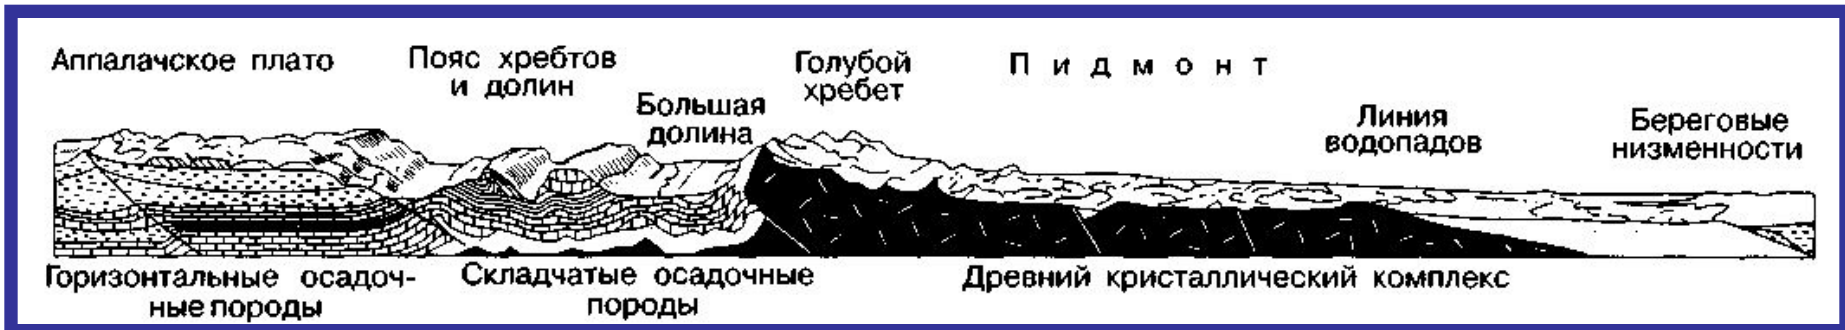 Аппалачское плато
Пояс хребтов
и долин
Большая
долина
Голубой
хребет
Пидмонт
Линия
водопадов
Береговые
низменности
Горизонтальные осадоч-
ные породы
Складчатые осадочные
породы
Древний кристаллический комплекс